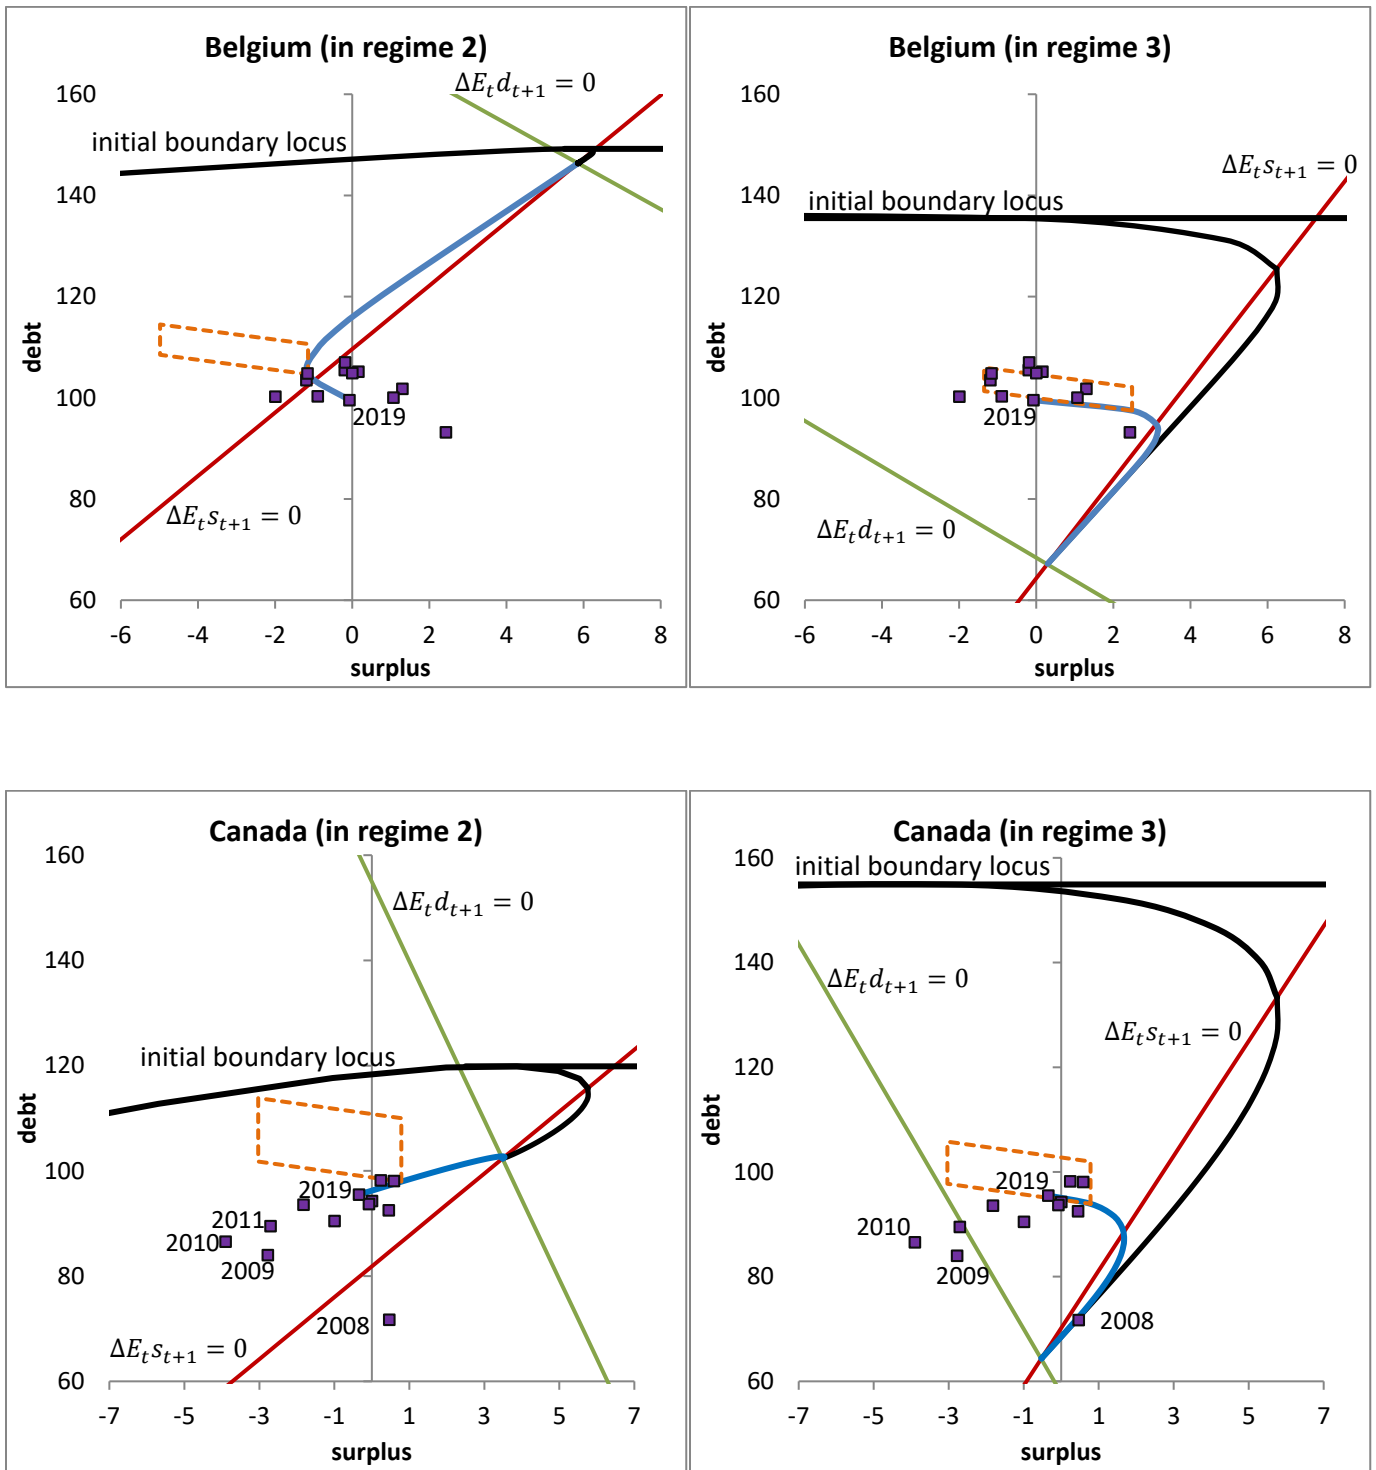 Belgium (in regime 2)
ΔE_t d_{t+1} = 0
160
initial boundary locus
140
120
debt
100
2019
80
ΔE_t s_{t+1} = 0
60
-6 -4 -2 0 2 4 6 8
surplus
Belgium (in regime 3)
160
ΔE_t s_{t+1} = 0
140
initial boundary locus
120
debt
100
2019
80
ΔE_t d_{t+1} = 0
60
-6 -4 -2 0 2 4 6 8
surplus
Canada (in regime 2)
160
ΔE_t d_{t+1} = 0
140
initial boundary locus
120
debt
100
2019
2011
2010
2009
80
2008
ΔE_t s_{t+1} = 0
60
-7 -5 -3 -1 1 3 5 7
surplus
Canada (in regime 3)
160
initial boundary locus
140
ΔE_t d_{t+1} = 0
ΔE_t s_{t+1} = 0
120
debt
100
2019
2010
2009
80
2008
60
-7 -5 -3 -1 1 3 5 7
surplus